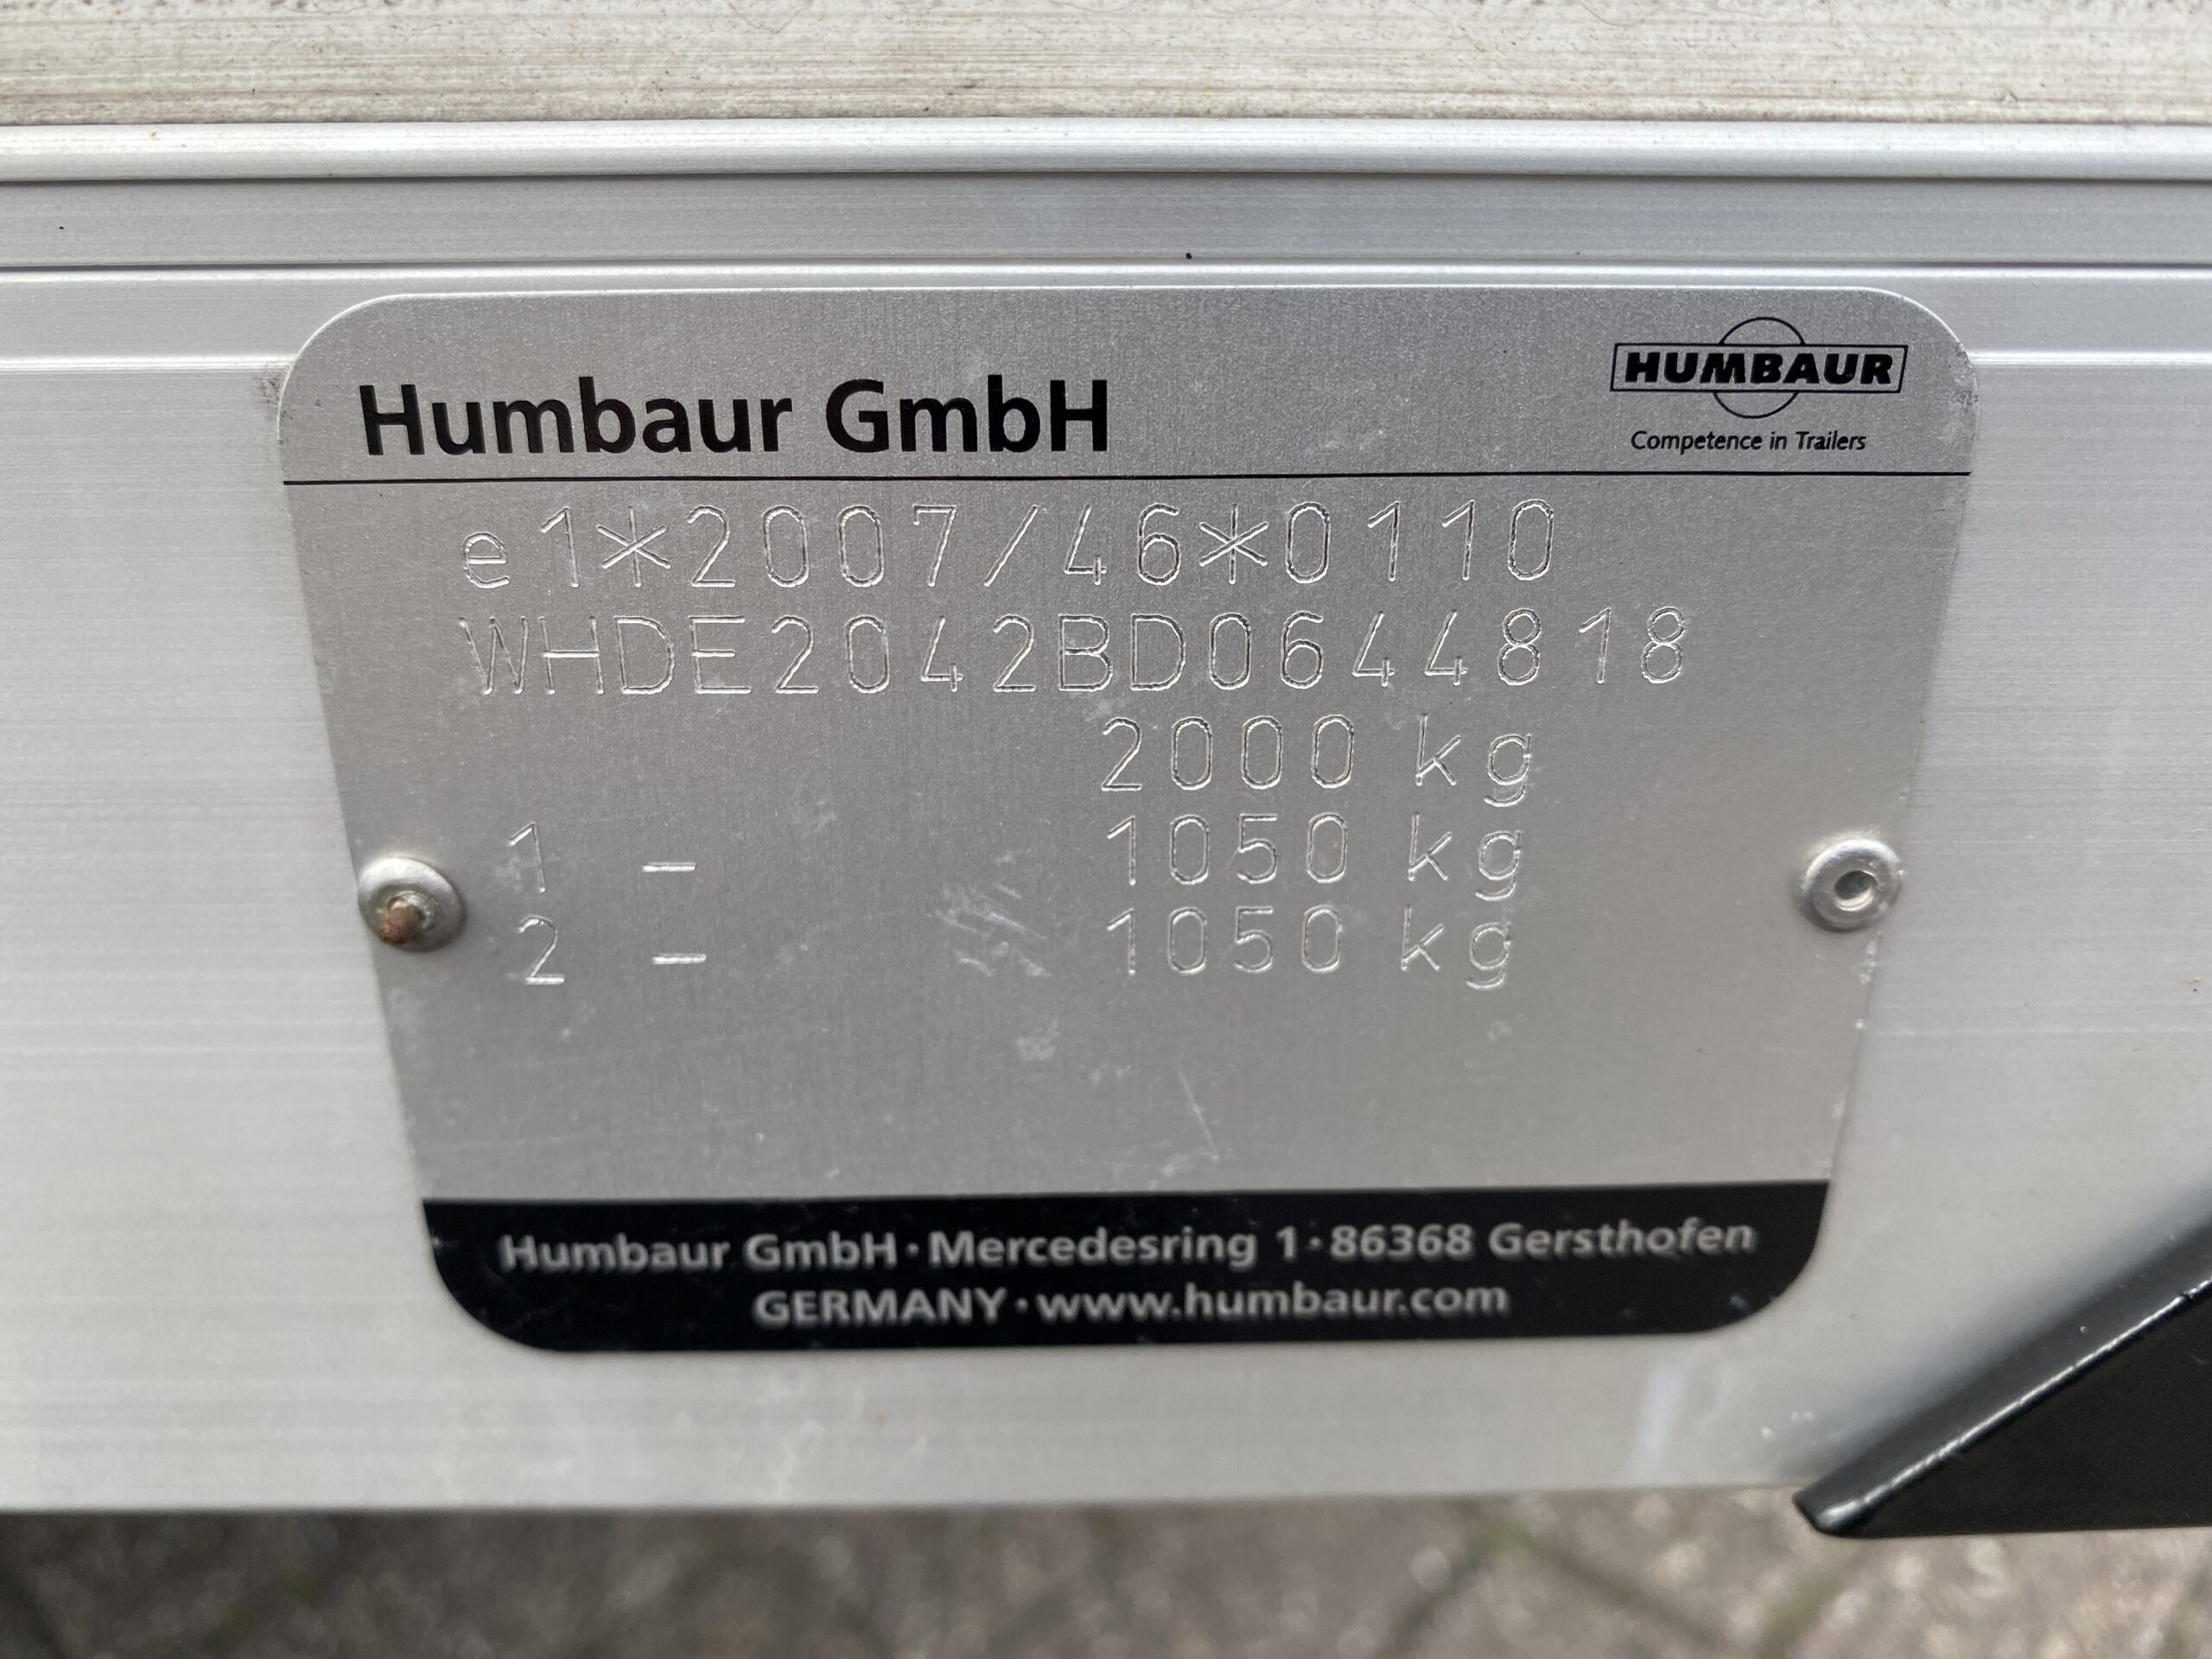 Humbaur GmbH
HUMBAUR
Competence in Trailers
e1*2007/46*0110
WHDE2042BD0644818
2000 kg
1 - 1050 kg
2 - 1050 kg
Humbaur GmbH · Mercedesring 1 · 86368 Gersthofen
GERMANY · www.humbaur.com